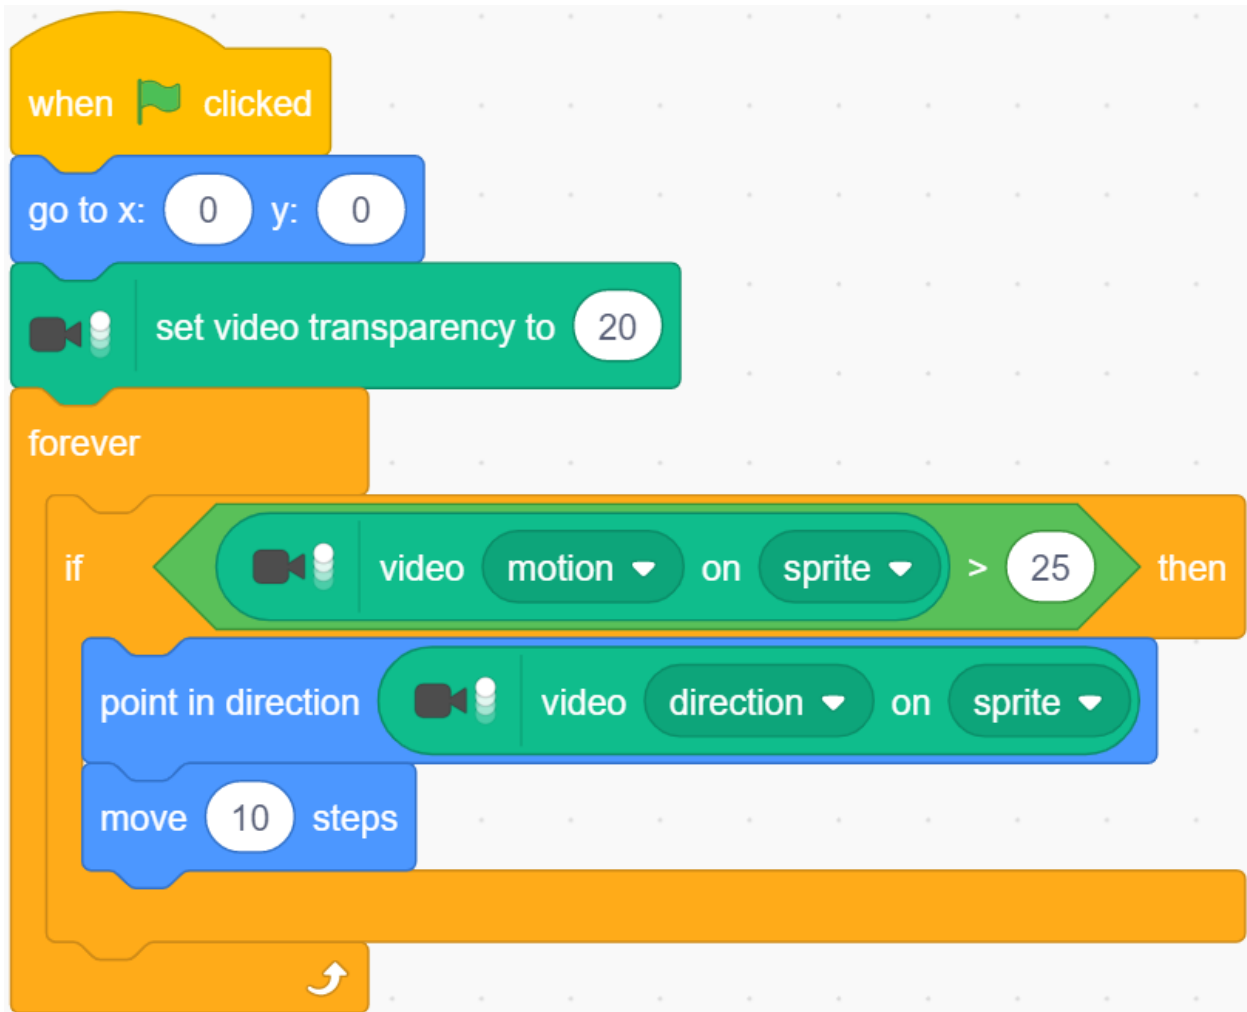 when clicked
go to x: 0 y: 0
set video transparency to 20
forever
if video motion on sprite > 25 then
point in direction video direction on sprite
move 10 steps